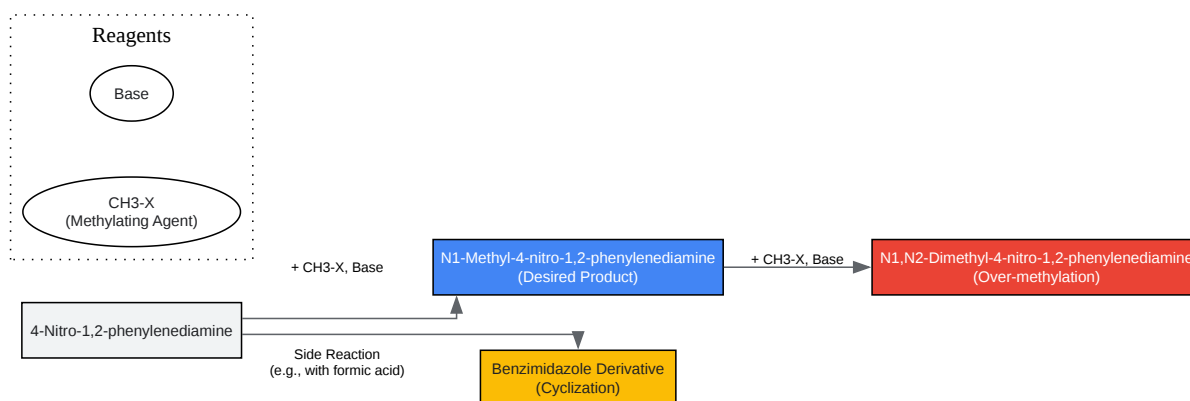 Reagents
Base
CH3-X
(Methylating Agent)
+ CH3-X, Base
N1-Methyl-4-nitro-1,2-phenylenediamine
(Desired Product)
+ CH3-X, Base
N1,N2-Dimethyl-4-nitro-1,2-phenylenediamine
(Over-methylation)
4-Nitro-1,2-phenylenediamine
Side Reaction
(e.g., with formic acid)
Benzimidazole Derivative
(Cyclization)